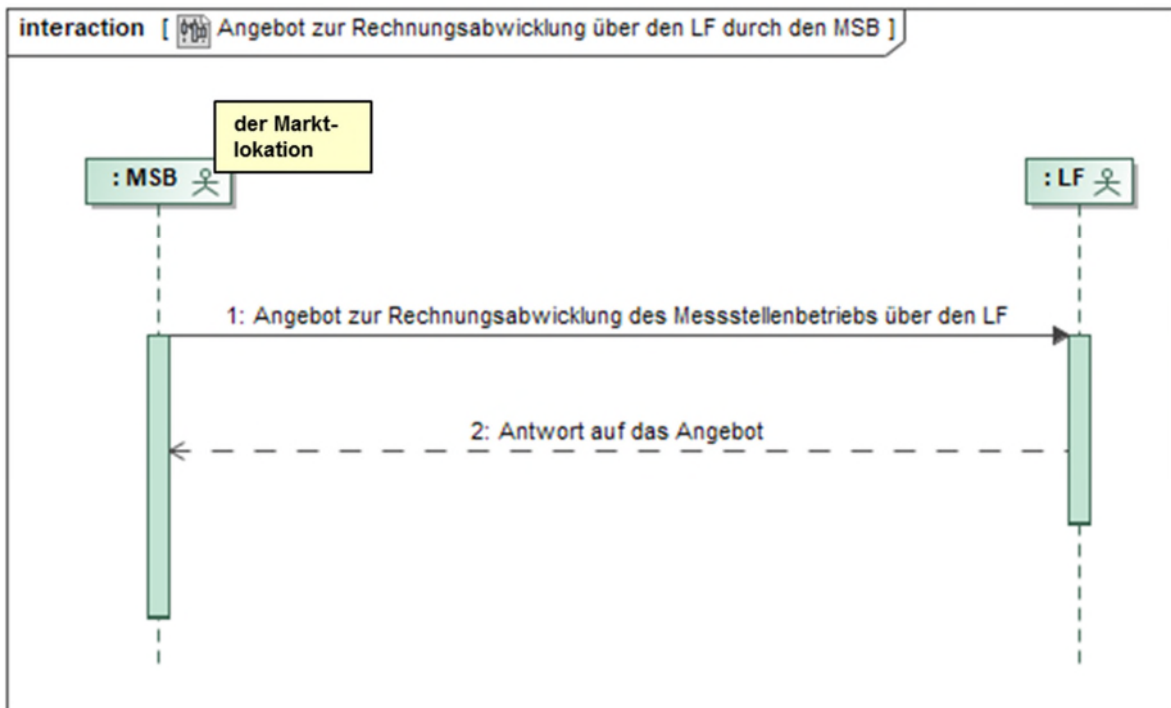 interaction [ Angebot zur Rechnungsabwicklung über den LF durch den MSB ]
der Markt-
lokation
: MSB
: LF
1: Angebot zur Rechnungsabwicklung des Messstellenbetriebs über den LF
2: Antwort auf das Angebot